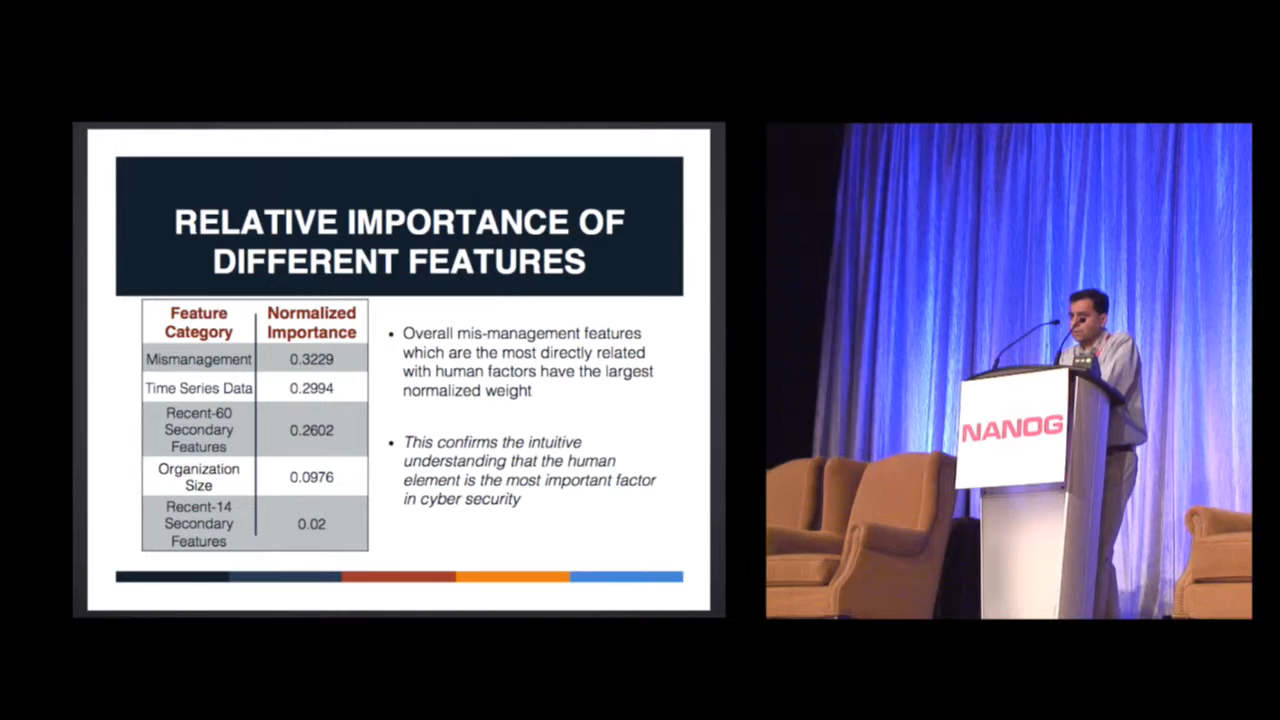 RELATIVE IMPORTANCE OF
DIFFERENT FEATURES
Feature
Category
Normalized
Importance
Mismanagement
0.3229
Time Series Data
0.2994
Recent-60
Secondary
Features
0.2602
Organization
Size
0.0976
Recent-14
Secondary
Features
0.02
• Overall mis-management features
which are the most directly related
with human factors have the largest
normalized weight
• This confirms the intuitive
understanding that the human
element is the most important factor
in cyber security
NANOG